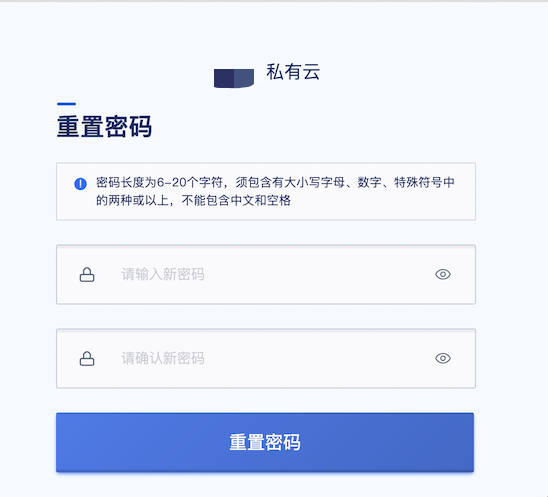 私有云
重置密码
密码长度为6-20个字符，须包含有大小写字母、数字、特殊符号中
的两种或以上，不能包含中文和空格
请输入新密码
请确认新密码
重置密码